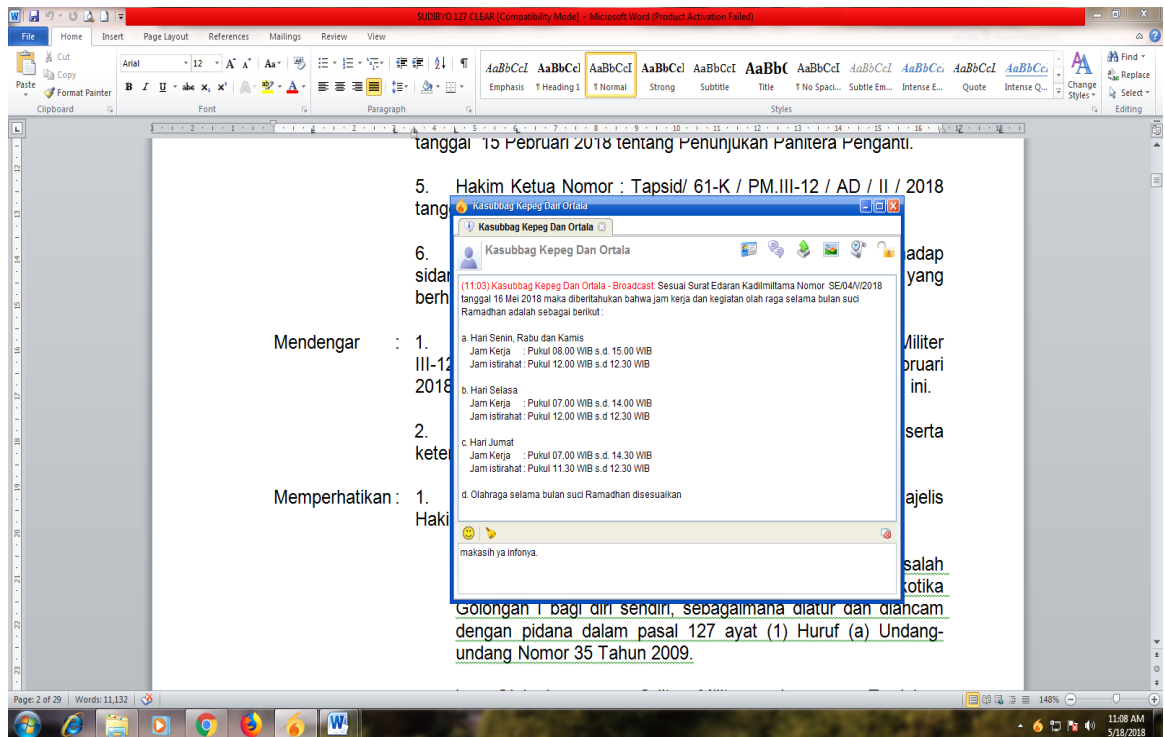 SUDIBYO 127 CLEAR [Compatibility Mode] - Microsoft Word (Product Activation Failed)
File Home Insert Page Layout References Mailings Review View
Cut
Copy
Format Painter
Paste
Clipboard
Arial 12
Font
Paragraph
AaBbCcI AaBbCcl AaBbCcI AaBbCcl AaBbCcI AaBb( AaBbCcI AaBbCcI AaBbCc AaBbCcI AaBbCc
Emphasis ¶ Heading 1 ¶ Normal Strong Subtitle Title ¶ No Spaci... Subtle Em... Intense E... Quote Intense Q...
Styles
Change Styles
Find
Replace
Select
Editing
tanggal 15 Pebruari 2018 tentang Penunjukan Panitera Penganti.
5. Hakim Ketua Nomor : Tapsid/ 61-K / PM.III-12 / AD / II / 2018
tang
6. adap
sidan yang
berh
Mendengar : 1. Militer
III-12 bruari
2018 ini.
2. serta
keter
Memperhatikan : 1. ajelis
Haki
salah
kotika
Golongan I bagi diri sendiri, sebagaimana diatur dan diancam
dengan pidana dalam pasal 127 ayat (1) Huruf (a) Undang-
undang Nomor 35 Tahun 2009.
Kasubbag Kepeg Dan Ortala
Kasubbag Kepeg Dan Ortala
Kasubbag Kepeg Dan Ortala
(11:03) Kasubbag Kepeg Dan Ortala - Broadcast: Sesuai Surat Edaran Kadilmiltama Nomor SE/04/V/2018
tanggal 16 Mei 2018 maka diberitahukan bahwa jam kerja dan kegiatan olah raga selama bulan suci
Ramadhan adalah sebagai berikut :
a. Hari Senin, Rabu dan Kamis
Jam Kerja : Pukul 08.00 WIB s.d. 15.00 WIB
Jam istirahat : Pukul 12.00 WIB s.d 12.30 WIB
b. Hari Selasa
Jam Kerja : Pukul 07.00 WIB s.d. 14.00 WIB
Jam istirahat : Pukul 12.00 WIB s.d 12.30 WIB
c. Hari Jumat
Jam Kerja : Pukul 07.00 WIB s.d. 14.30 WIB
Jam istirahat : Pukul 11.30 WIB s.d 12.30 WIB
d. Olahraga selama bulan suci Ramadhan disesuaikan
makasih ya infonya.
Page: 2 of 29 Words: 11,132
148%
11:08 AM
5/18/2018